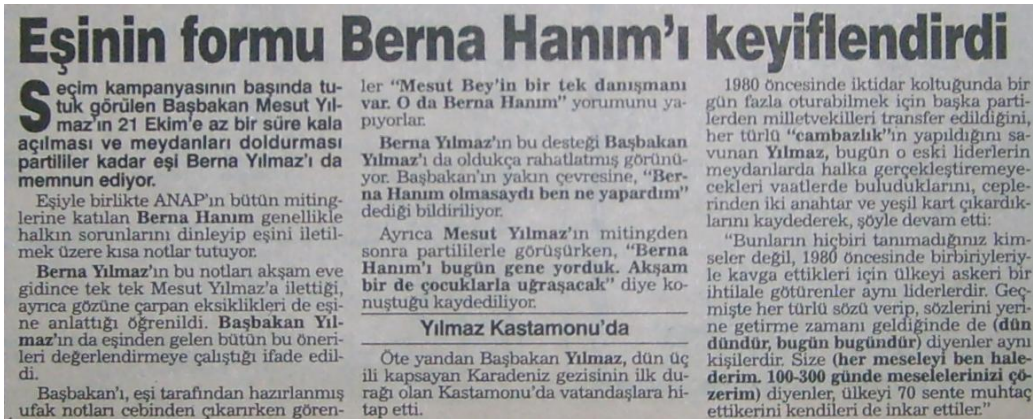 Eşinin formu Berna Hanım'ı keyiflendirdi
Seçim kampanyasının başında tu-
tuk görülen Başbakan Mesut Yıl-
maz'ın 21 Ekim'e az bir süre kala
açılması ve meydanları doldurması
partililer kadar eşi Berna Yılmaz'ı da
memnun ediyor.
Eşiyle birlikte ANAP'ın bütün miting-
lerine katılan Berna Hanım genellikle
halkın sorunlarını dinleyip eşini iletil-
mek üzere kısa notlar tutuyor.
Berna Yılmaz'ın bu notları akşam eve
gidince tek tek Mesut Yılmaz'a ilettiği,
ayrıca gözüne çarpan eksiklikleri de eşi-
ne anlattığı öğrenildi. Başbakan Yıl-
maz'ın da eşinden gelen bütün bu öneri-
leri değerlendirmeye çalıştığı ifade edil-
di.
Başbakan'ı, eşi tarafından hazırlanmış
ufak notları cebinden çıkarırken gören-
ler "Mesut Bey'in bir tek danışmanı
var. O da Berna Hanım" yorumunu ya-
pıyorlar.
Berna Yılmaz'ın bu desteği Başbakan
Yılmaz'ı da oldukça rahatlatmış görünü-
yor. Başbakan'ın yakın çevresine, "Ber-
na Hanım olmasaydı ben ne yapardım"
dediği bildiriliyor.
Ayrıca Mesut Yılmaz'ın mitingden
sonra partililerle görüşürken, "Berna
Hanım'ı bugün gene yorduk. Akşam
bir de çocuklarla uğraşacak" diye ko-
nuştuğu kaydediliyor.
Yılmaz Kastamonu'da
Öte yandan Başbakan Yılmaz, dün üç
ili kapsayan Karadeniz gezisinin ilk du-
rağı olan Kastamonu'da vatandaşlara hi-
tap etti.
1980 öncesinde iktidar koltuğunda bir
gün fazla oturabilmek için başka parti-
lerden milletvekilleri transfer edildiğini,
her türlü "cambazlık"ın yapıldığını sa-
vunan Yılmaz, bugün o eski liderlerin
meydanlarda halka gerçekleştiremeye-
cekleri vaatlerde buluduklarını, ceple-
rinden iki anahtar ve yeşil kart çıkardık-
larını kaydederek, şöyle devam etti:
"Bunların hiçbiri tanımadığınız kim-
seler değil, 1980 öncesinde birbiriyleriy-
le kavga ettikleri için ülkeyi askeri bir
ihtilale götürenler aynı liderlerdir. Geç-
mişte her türlü sözü verip, sözlerini yeri-
ne getirme zamanı geldiğinde de (dün
dündür, bugün bugündür) diyenler aynı
kişilerdir. Size (her meseleyi ben hale-
derim. 100-300 günde meselelerinizi çö-
zerim) diyenler, ülkeyi 70 sente muhtaç
ettikerini kendileri de inkar ettiler."